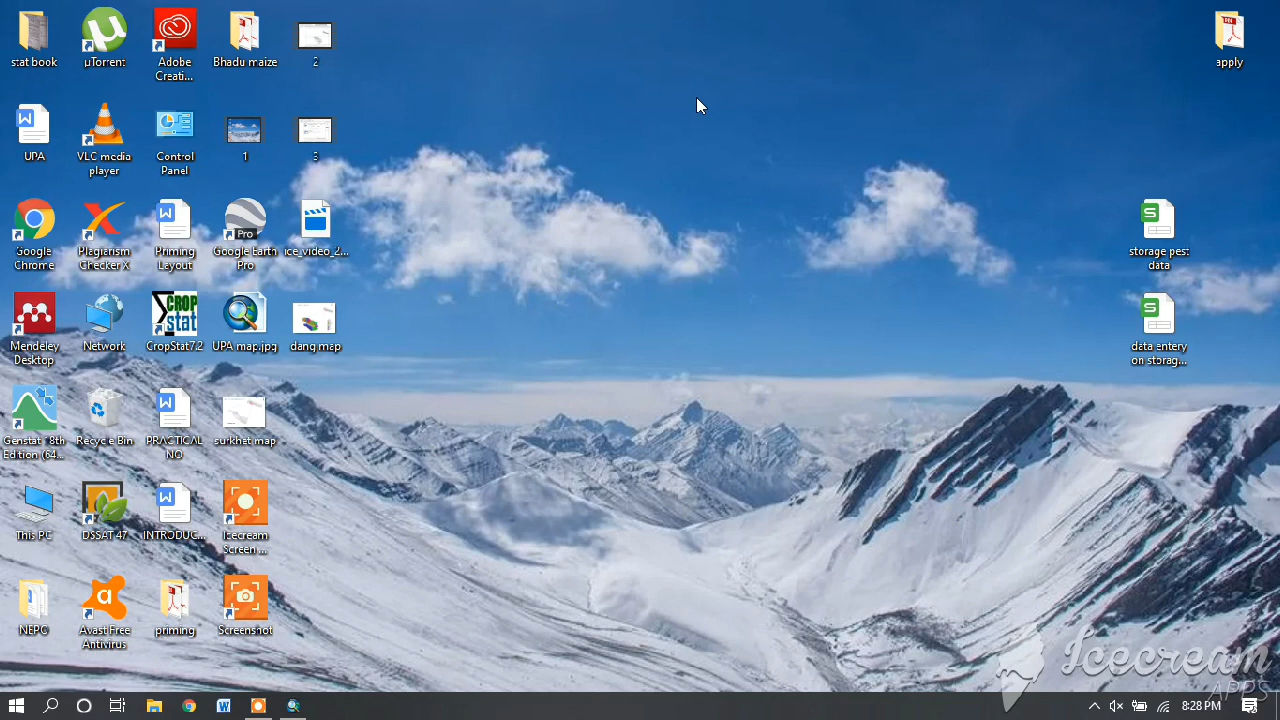 stat book
µTorrent
Adobe
Creati...
Bhadu maize
2
apply
UPA
VLC media
player
Control
Panel
1
3
Google
Chrome
Plagiarism
Checker X
Priming
Layout
Pro
Google Earth
Pro
ice_video_2...
S
storage pest
data
Mendeley
Desktop
Network
CROP
Stat
CropStat7.2
UPA map.jpg
dang map
S
data entery
on storag...
Genstat 18th
Edition (64...
Recycle Bin
W
PRACTICAL
NO
surkhet map
This PC
DSSAT 47
W
INTRODUC...
Icecream
Screen ...
NEPC
Avast Free
Antivirus
priming
Screenshot
Icecream
APPS
8:28 PM